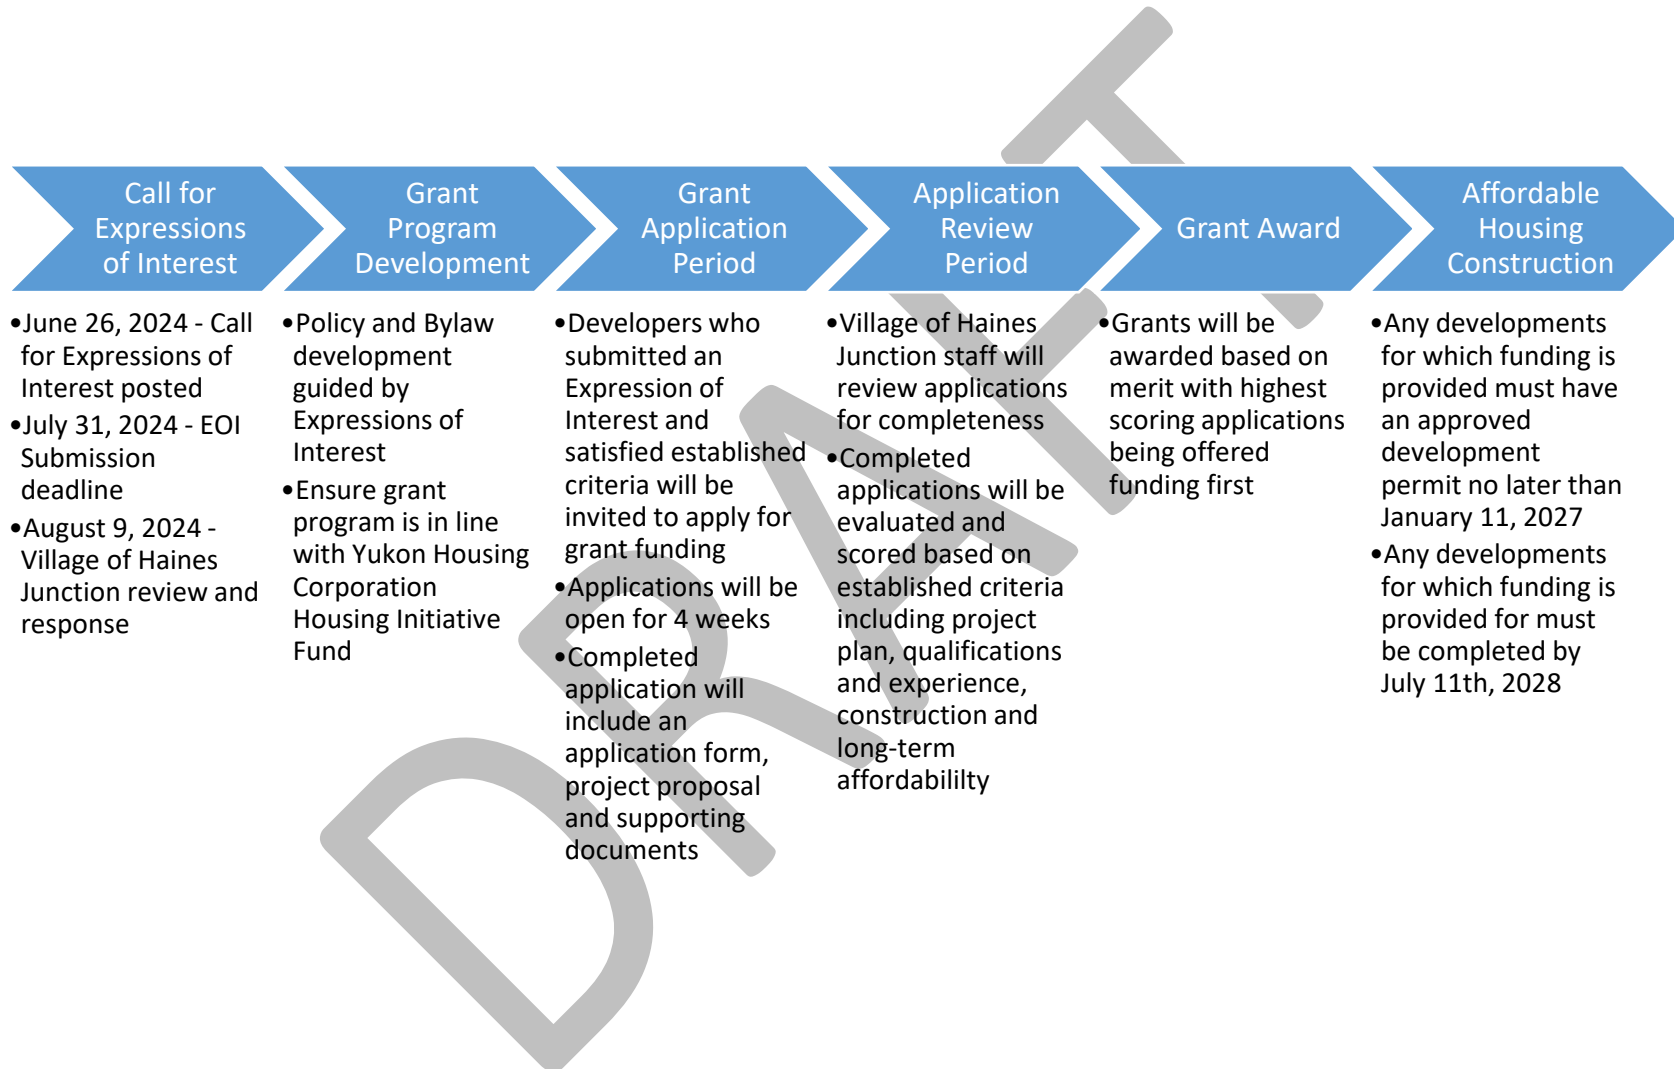 Call for
Expressions
of Interest
Grant
Program
Development
Grant
Application
Period
Application
Review
Period
Grant Award
Affordable
Housing
Construction
•June 26, 2024 - Call
for Expressions of
Interest posted
•July 31, 2024 - EOI
Submission
deadline
•August 9, 2024 -
Village of Haines
Junction review and
response
•Policy and Bylaw
development
guided by
Expressions of
Interest
•Ensure grant
program is in line
with Yukon Housing
Corporation
Housing Initiative
Fund
•Developers who
submitted an
Expression of
Interest and
satisfied established
criteria will be
invited to apply for
grant funding
•Applications will be
open for 4 weeks
•Completed
application will
include an
application form,
project proposal
and supporting
documents
•Village of Haines
Junction staff will
review applications
for completeness
•Completed
applications will be
evaluated and
scored based on
established criteria
including project
plan, qualifications
and experience,
construction and
long-term
affordabililty
•Grants will be
awarded based on
merit with highest
scoring applications
being offered
funding first
•Any developments
for which funding is
provided must have
an approved
development
permit no later than
January 11, 2027
•Any developments
for which funding is
provided for must
be completed by
July 11th, 2028
DRAFT